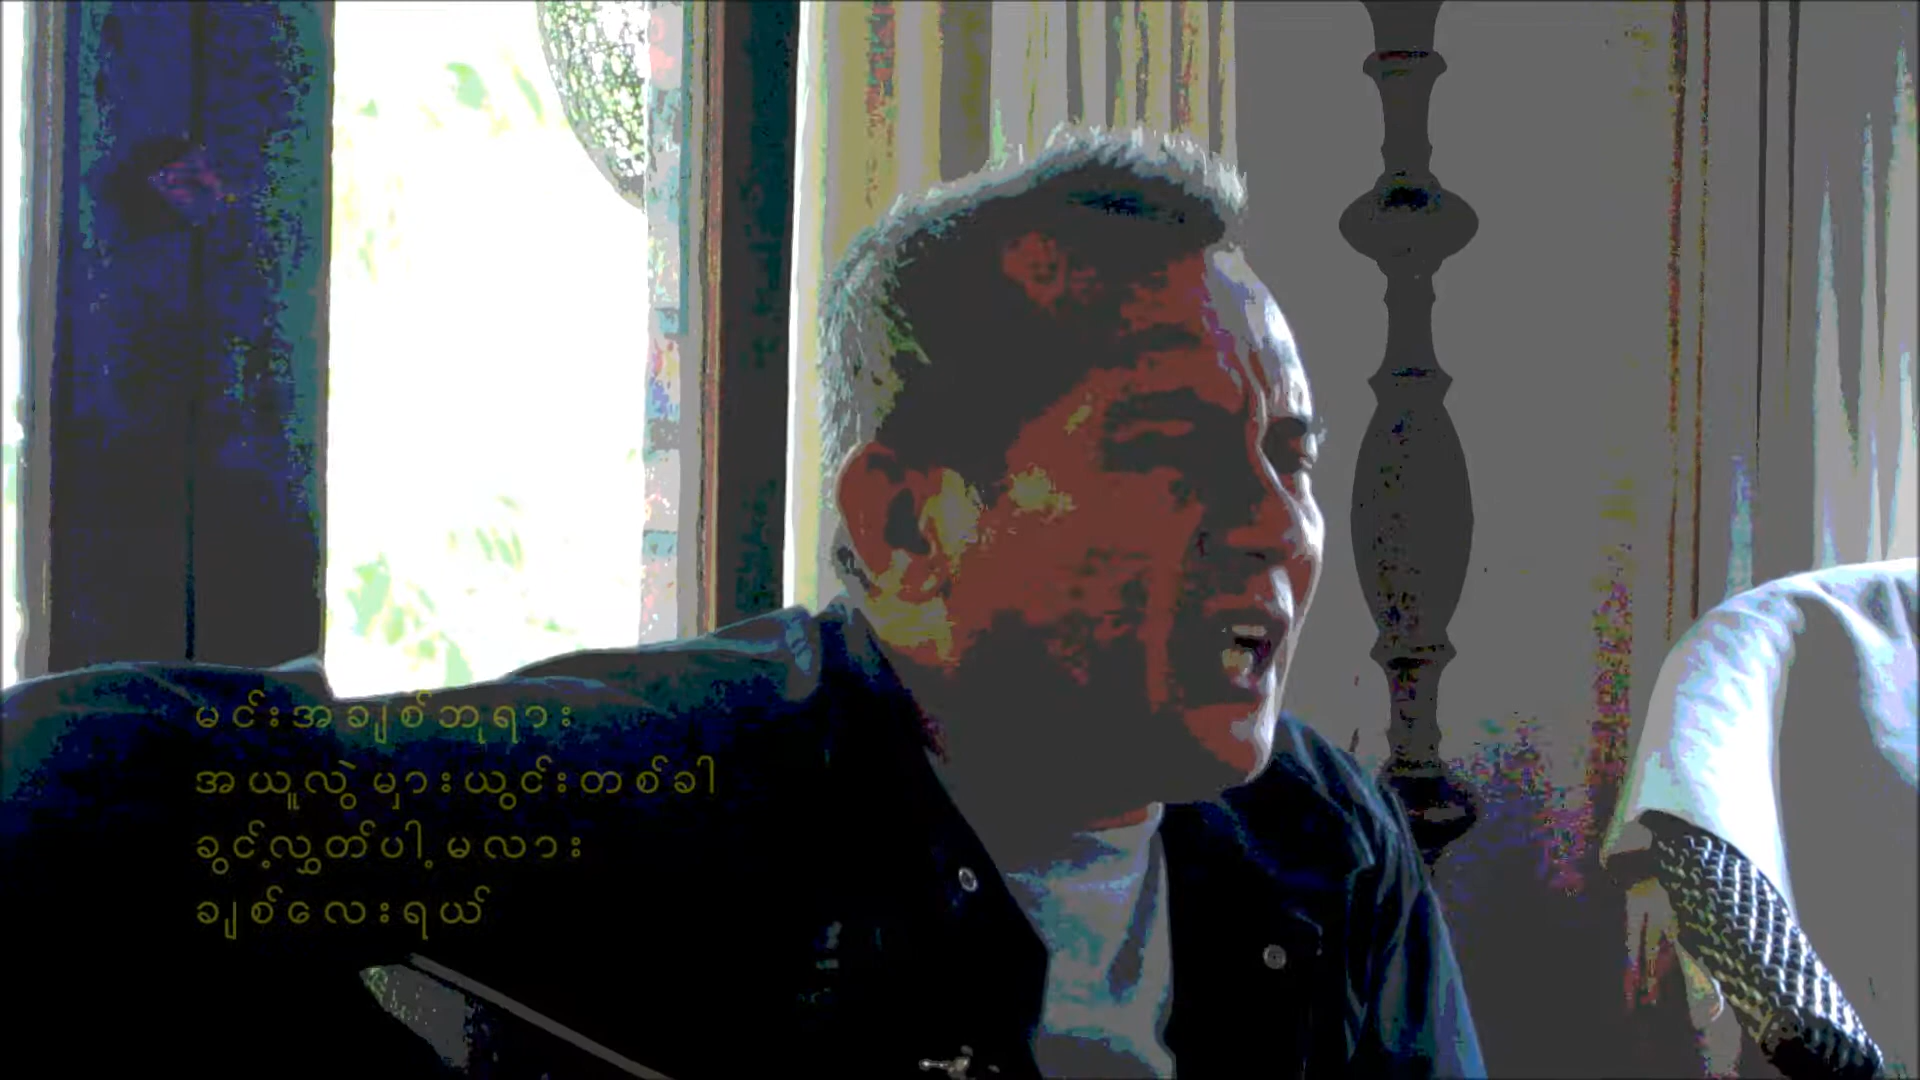 မင်းအချစ်ဘုရား
အယူလွဲမှားယွင်းတစ်ခါ
ခွင့်လွှတ်ပါ့မလား
ချစ်လေးရယ်